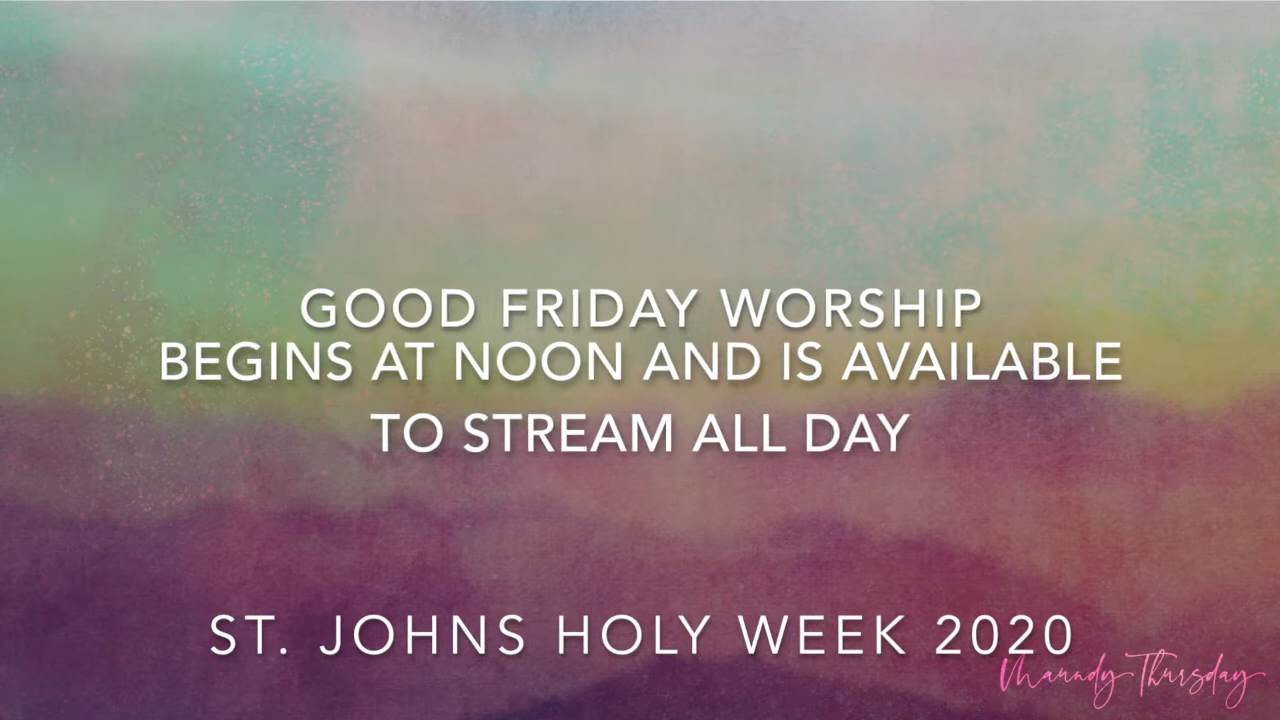 GOOD FRIDAY WORSHIP
BEGINS AT NOON AND IS AVAILABLE
TO STREAM ALL DAY
ST. JOHNS HOLY WEEK 2020
Maundy Thursday